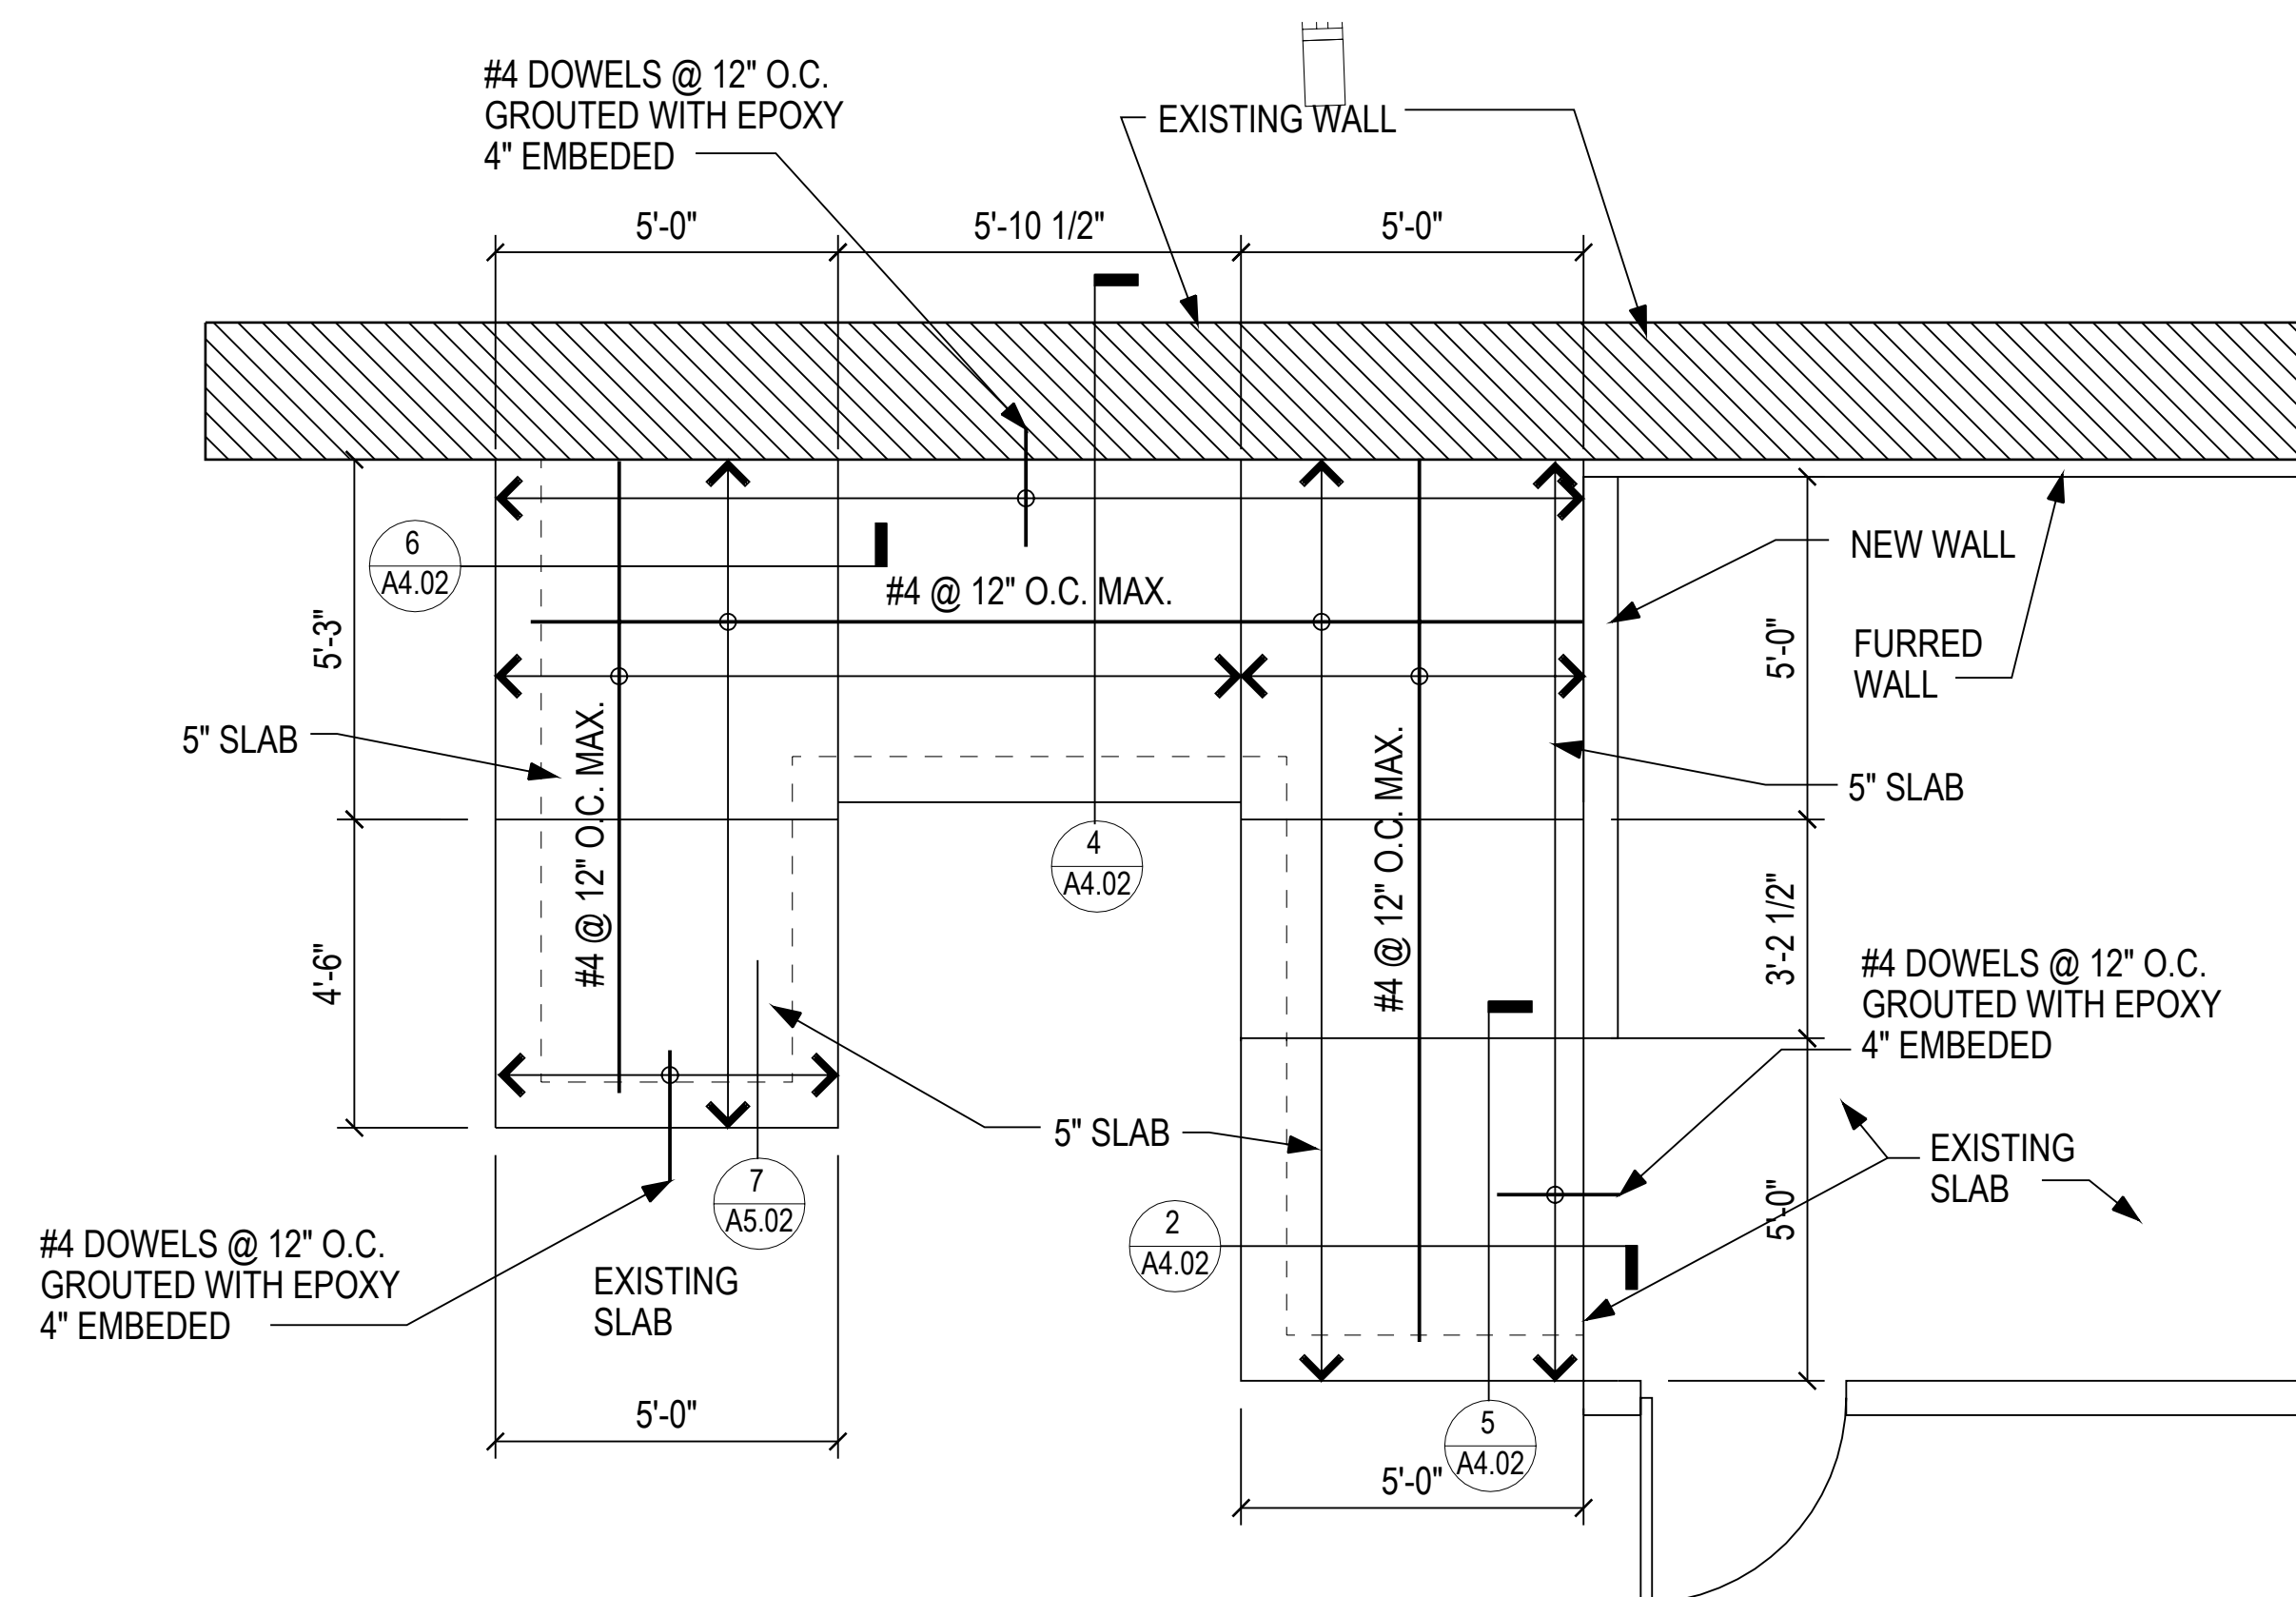 #4 DOWELS @ 12" O.C.
GROUTED WITH EPOXY
4" EMBEDED
EXISTING WALL
5'-0"
5'-10 1/2"
5'-0"
6
A4.02
#4 @ 12" O.C. MAX.
NEW WALL
FURRED
WALL
5'-3"
5'-0"
5" SLAB
#4 @ 12" O.C. MAX.
#4 @ 12" O.C. MAX.
5" SLAB
4
A4.02
4'-6"
3'-2 1/2"
#4 DOWELS @ 12" O.C.
GROUTED WITH EPOXY
4" EMBEDED
5" SLAB
EXISTING
SLAB
7
A5.02
2
A4.02
5'-0"
#4 DOWELS @ 12" O.C.
GROUTED WITH EPOXY
4" EMBEDED
EXISTING
SLAB
5'-0"
5
A4.02
5'-0"